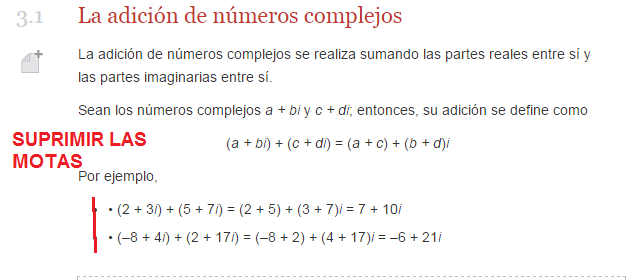 3.1 La adición de números complejos
La adición de números complejos se realiza sumando las partes reales entre sí y
las partes imaginarias entre sí.
Sean los números complejos a + bi y c + di; entonces, su adición se define como
SUPRIMIR LAS
MOTAS
(a + bi) + (c + di) = (a + c) + (b + d)i
Por ejemplo,
• (2 + 3i) + (5 + 7i) = (2 + 5) + (3 + 7)i = 7 + 10i
• (–8 + 4i) + (2 + 17i) = (–8 + 2) + (4 + 17)i = –6 + 21i